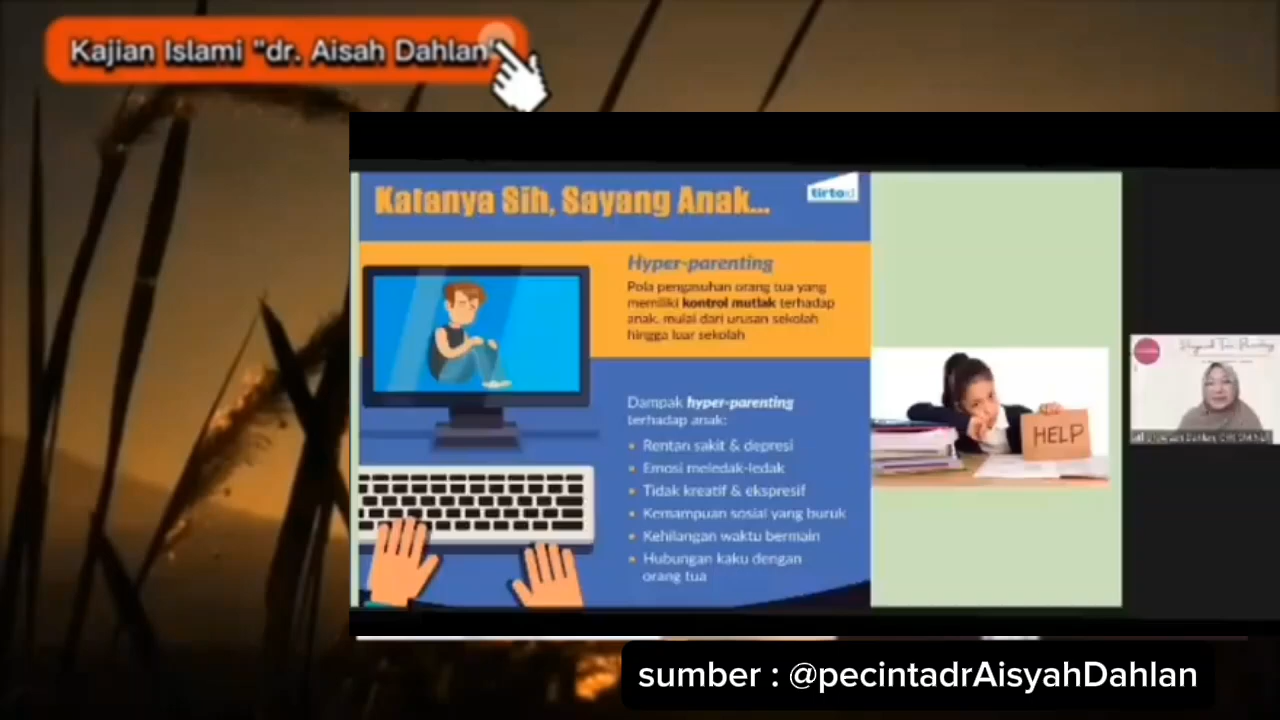 Kajian Islami "dr. Aisah Dahlan"
Katanya Sih, Sayang Anak...
tirto.id
Hyper-parenting
Pola pengasuhan orang tua yang
memiliki kontrol mutlak terhadap
anak, mulai dari urusan sekolah
hingga luar sekolah
Dampak hyper-parenting
terhadap anak:
• Rentan sakit & depresi
• Emosi meledak-ledak
• Tidak kreatif & ekspresif
• Kemampuan sosial yang buruk
• Kehilangan waktu bermain
• Hubungan kaku dengan
orang tua
HELP
sumber : @pecintadrAisyahDahlan